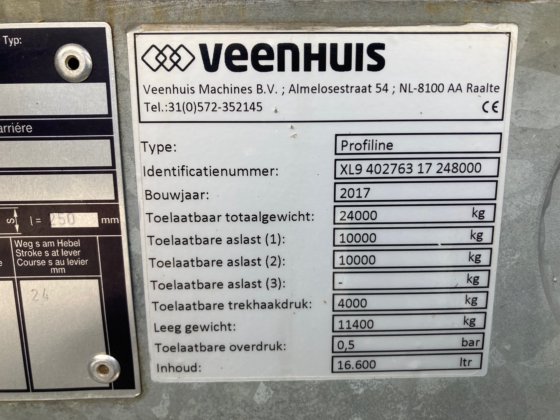 Typ:
arriére
s l = 250 mm
Weg s am Hebel
Stroke s at lever
Course s au levier
mm
24
VEENHUIS
Veenhuis Machines B.V. ; Almelosestraat 54 ; NL-8100 AA Raalte
Tel.:31(0)572-352145 CE
Type: Profiline
Identificatienummer: XL9 402763 17 248000
Bouwjaar: 2017
Toelaatbaar totaalgewicht: 24000 kg
Toelaatbare aslast (1): 10000 kg
Toelaatbare aslast (2): 10000 kg
Toelaatbare aslast (3): - kg
Toelaatbare trekhaakdruk: 4000 kg
Leeg gewicht: 11400 kg
Toelaatbare overdruk: 0,5 bar
Inhoud: 16.600 ltr